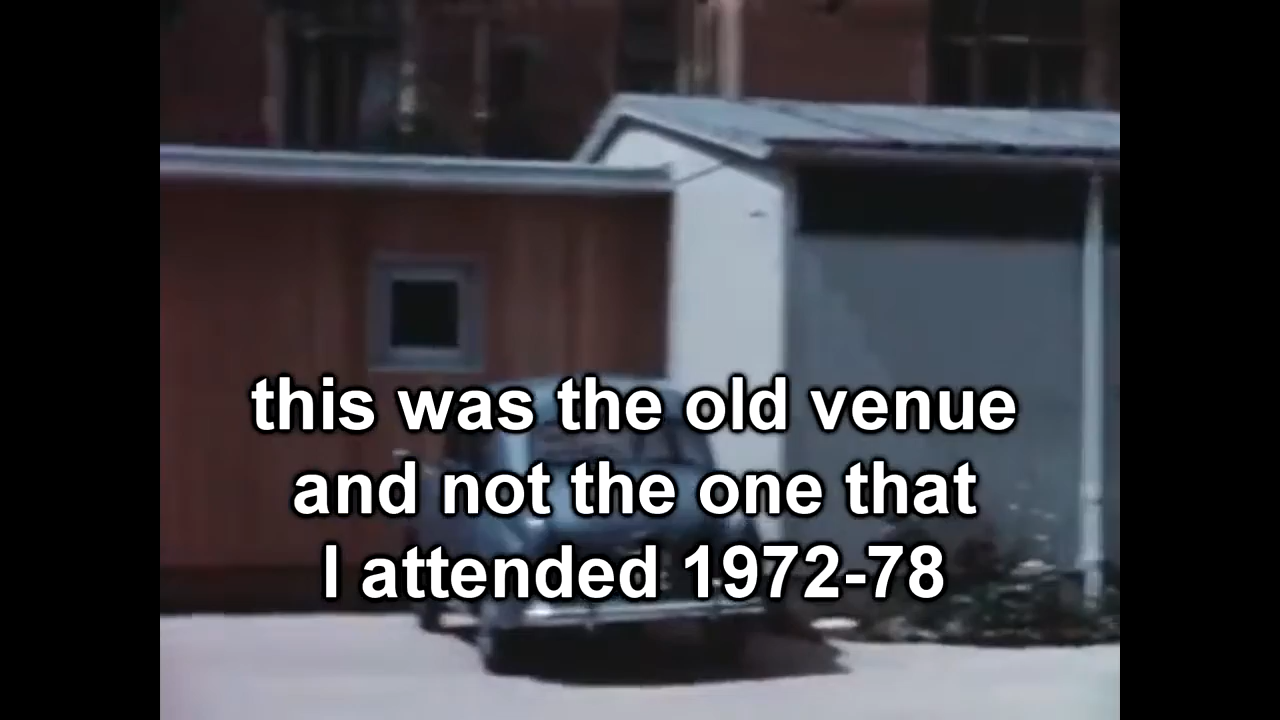 this was the old venue
and not the one that
I attended 1972-78